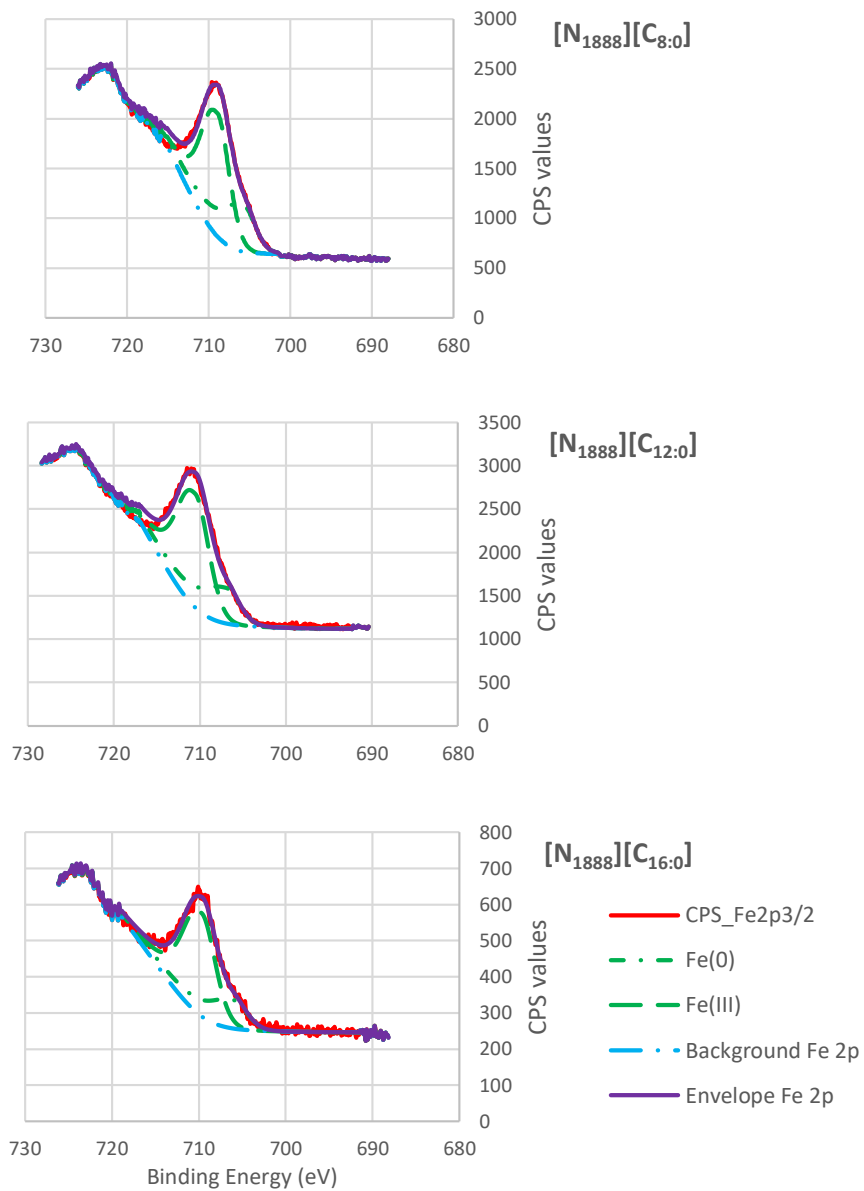 [N1888][C8:0]
3000
2500
2000
1500
1000
500
0
CPS values
730 720 710 700 690 680
[N1888][C12:0]
3500
3000
2500
2000
1500
1000
500
0
CPS values
730 720 710 700 690 680
[N1888][C16:0]
800
700
600
500
400
300
200
100
0
CPS values
730 720 710 700 690 680
Binding Energy (eV)
CPS_Fe2p3/2
Fe(0)
Fe(III)
Background Fe 2p
Envelope Fe 2p